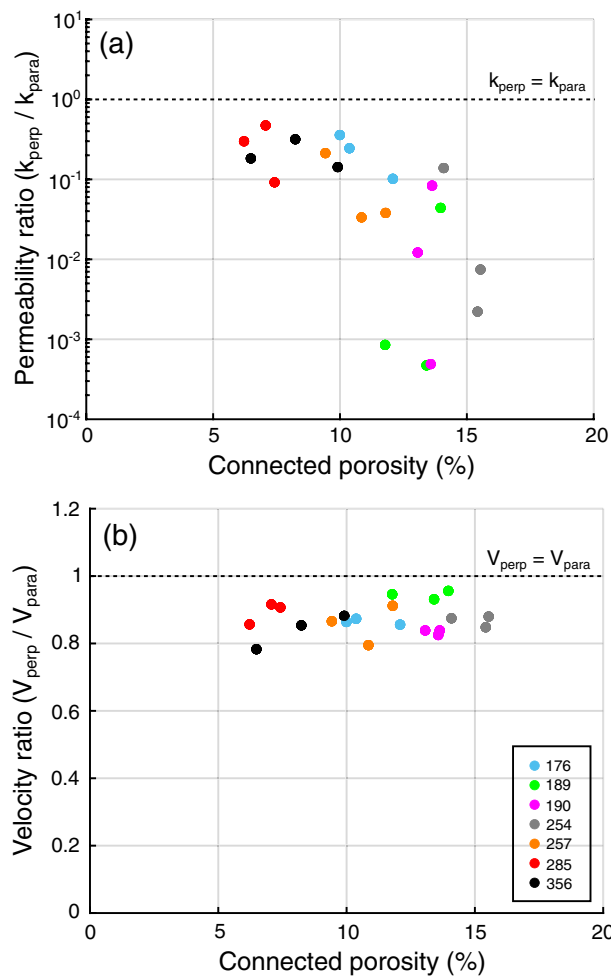 (a)
Permeability ratio (k_perp / k_para)
10^1
10^0
10^-1
10^-2
10^-3
10^-4
k_perp = k_para
0 5 10 15 20
Connected porosity (%)
(b)
Velocity ratio (V_perp / V_para)
1.2
1
0.8
0.6
0.4
0.2
0
V_perp = V_para
176
189
190
254
257
285
356
0 5 10 15 20
Connected porosity (%)